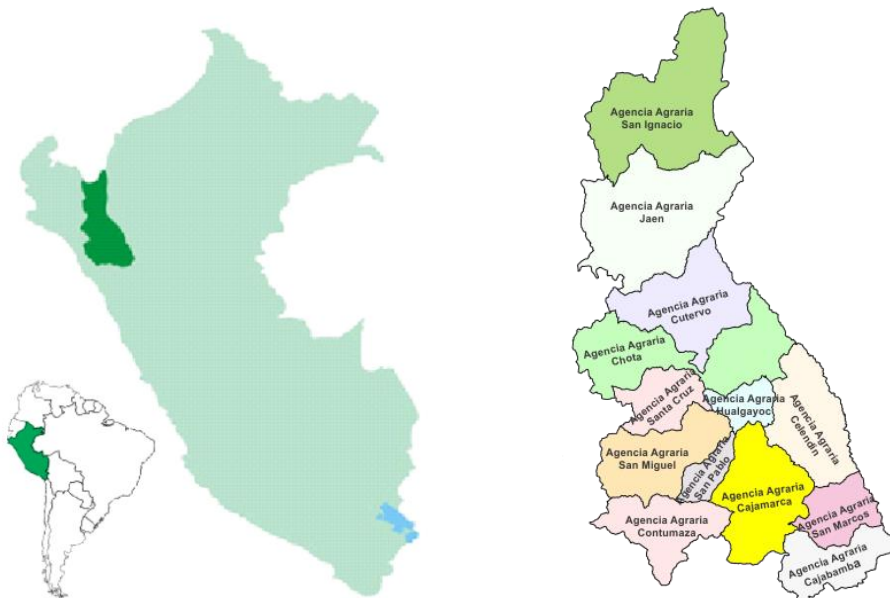 Agencia Agraria
San Ignacio
Agencia Agraria
Jaen
Agencia Agraria
Cutervo
Agencia Agraria
Chota
Agencia Agraria
Santa Cruz
Agencia Agraria
Hualgayoc
Agencia Agraria
Celendin
Agencia Agraria
San Miguel
Agencia Agraria
San Pablo
Agencia Agraria
Cajamarca
Agencia Agraria
San Marcos
Agencia Agraria
Contumaza
Agencia Agraria
Cajabamba